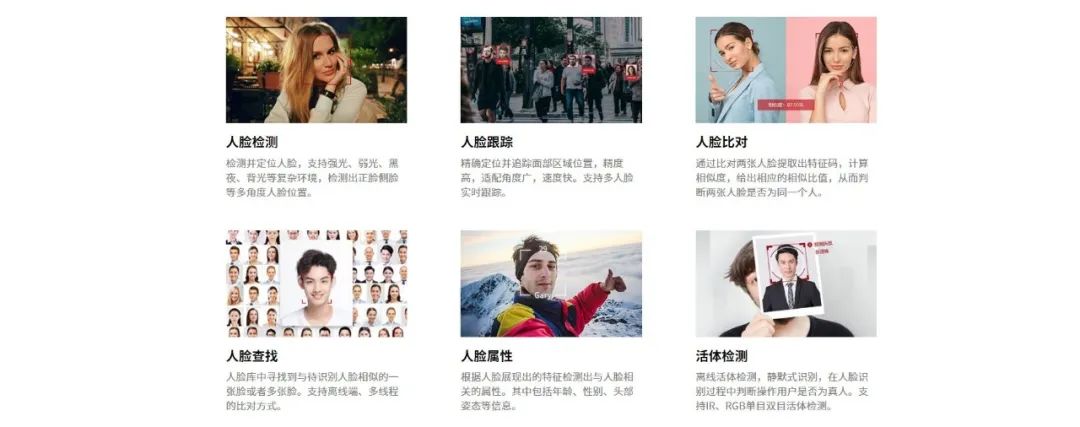 人脸检测
检测并定位人脸，支持强光、弱光、黑
夜、背光等复杂环境，检测出正脸侧脸
等多角度人脸位置。
人脸跟踪
精确定位并追踪面部区域位置，精度
高，适配角度广，速度快。支持多人脸
实时跟踪。
人脸比对
通过比对两张人脸提取出特征码，计算
相似度，给出相应的相似比值，从而判
断两张人脸是否为同一个人。
人脸查找
人脸库中寻找到与待识别人脸相似的一
张脸或者多张脸。支持离线端、多线程
的比对方式。
29
Gary
人脸属性
根据人脸展现出的特征检测出与人脸相
关的属性。其中包括年龄、性别、头部
姿态等信息。
活体检测
离线活体检测，静默式识别，在人脸识
别过程中判断操作用户是否为真人。支
持IR、RGB单目双目活体检测。